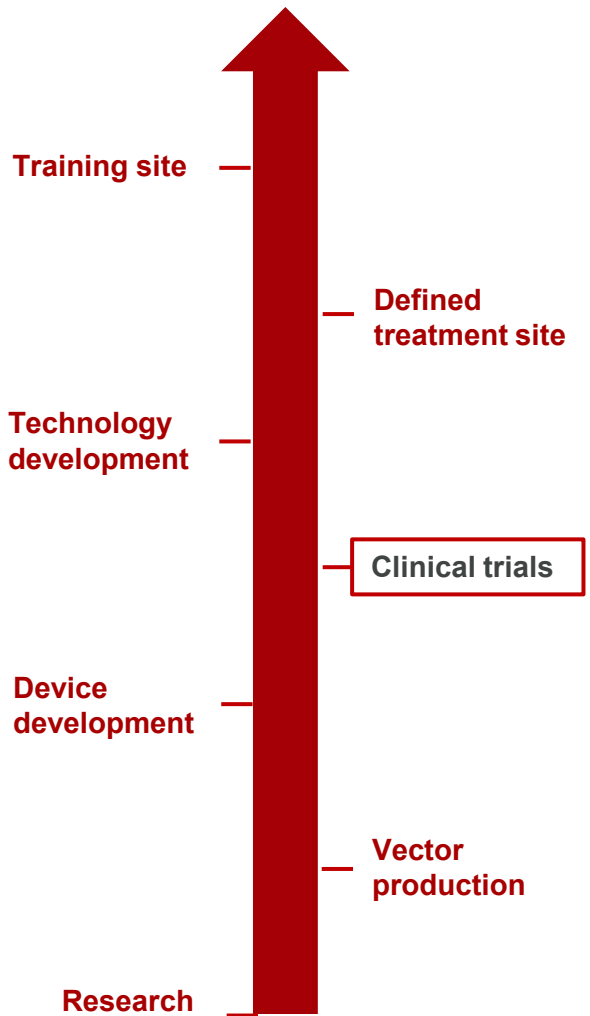 Training site
Defined
treatment site
Technology
development
Clinical trials
Device
development
Vector
production
Research